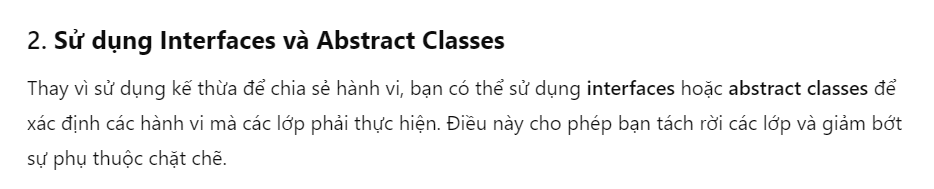 2. Sử dụng Interfaces và Abstract Classes
Thay vì sử dụng kế thừa để chia sẻ hành vi, bạn có thể sử dụng interfaces hoặc abstract classes để
xác định các hành vi mà các lớp phải thực hiện. Điều này cho phép bạn tách rời các lớp và giảm bớt
sự phụ thuộc chặt chẽ.